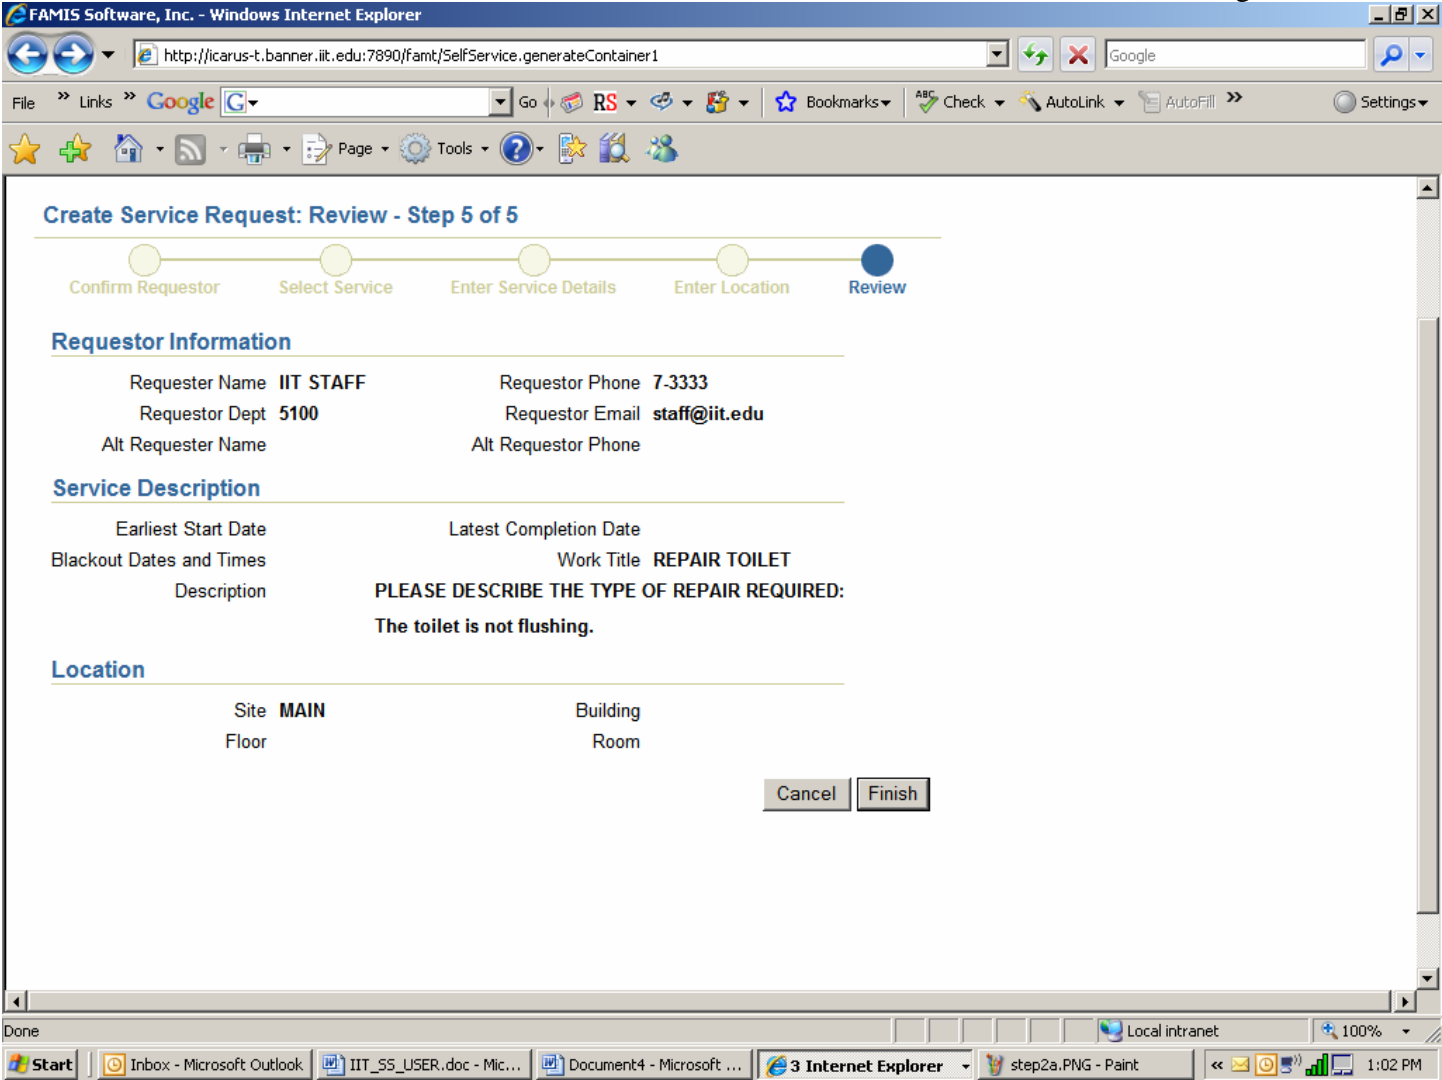 FAMIS Software, Inc. - Windows Internet Explorer
http://icarus-t.banner.iit.edu:7890/famt/SelfService.generateContainer1
Google
File » Links » Google G Go RS Bookmarks ABC Check AutoLink AutoFill » Settings
Page Tools ?
Create Service Request: Review - Step 5 of 5
Confirm Requestor Select Service Enter Service Details Enter Location Review
Requestor Information
Requester Name IIT STAFF Requestor Phone 7-3333
Requestor Dept 5100 Requestor Email staff@iit.edu
Alt Requester Name Alt Requestor Phone
Service Description
Earliest Start Date Latest Completion Date
Blackout Dates and Times Work Title REPAIR TOILET
Description PLEASE DESCRIBE THE TYPE OF REPAIR REQUIRED:
The toilet is not flushing.
Location
Site MAIN Building
Floor Room
Cancel Finish
Done Local intranet 100%
Start Inbox - Microsoft Outlook IIT_SS_USER.doc - Mic... Document4 - Microsoft ... 3 Internet Explorer step2a.PNG - Paint « 1:02 PM